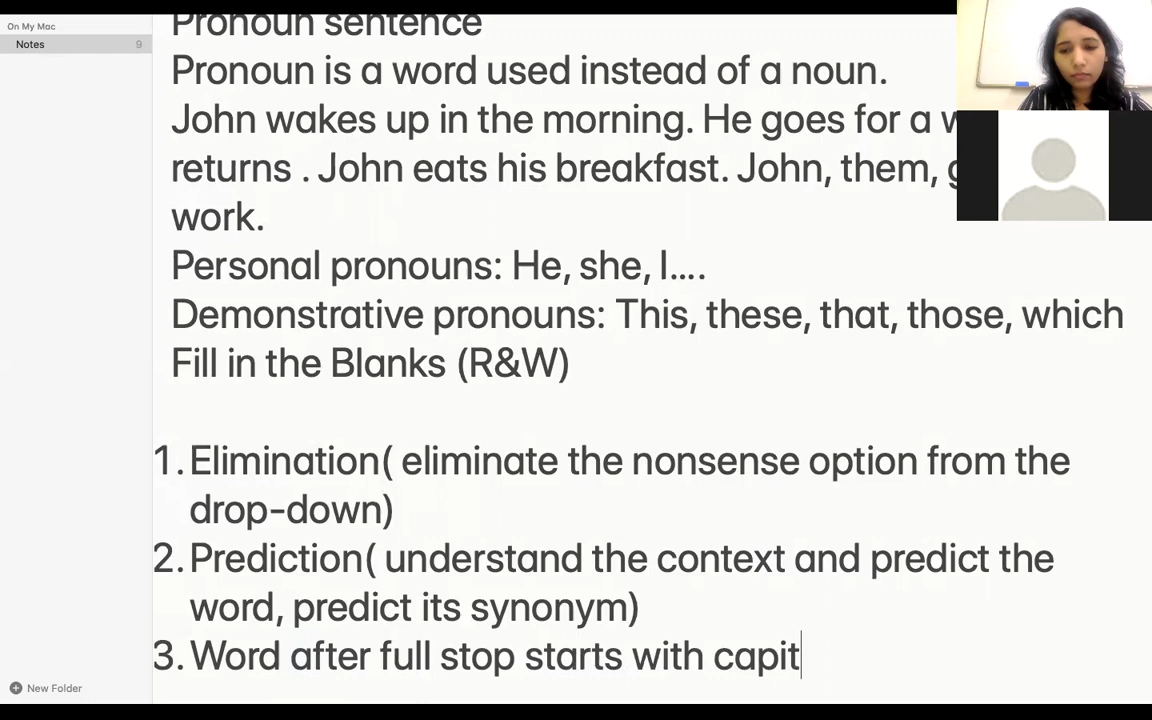 On My Mac
Notes 9
Pronoun sentence
Pronoun is a word used instead of a noun.
John wakes up in the morning. He goes for a
returns . John eats his breakfast. John, them,
work.
Personal pronouns: He, she, I....
Demonstrative pronouns: This, these, that, those, which
Fill in the Blanks (R&W)
1. Elimination( eliminate the nonsense option from the
drop-down)
2. Prediction( understand the context and predict the
word, predict its synonym)
3. Word after full stop starts with capit
New Folder